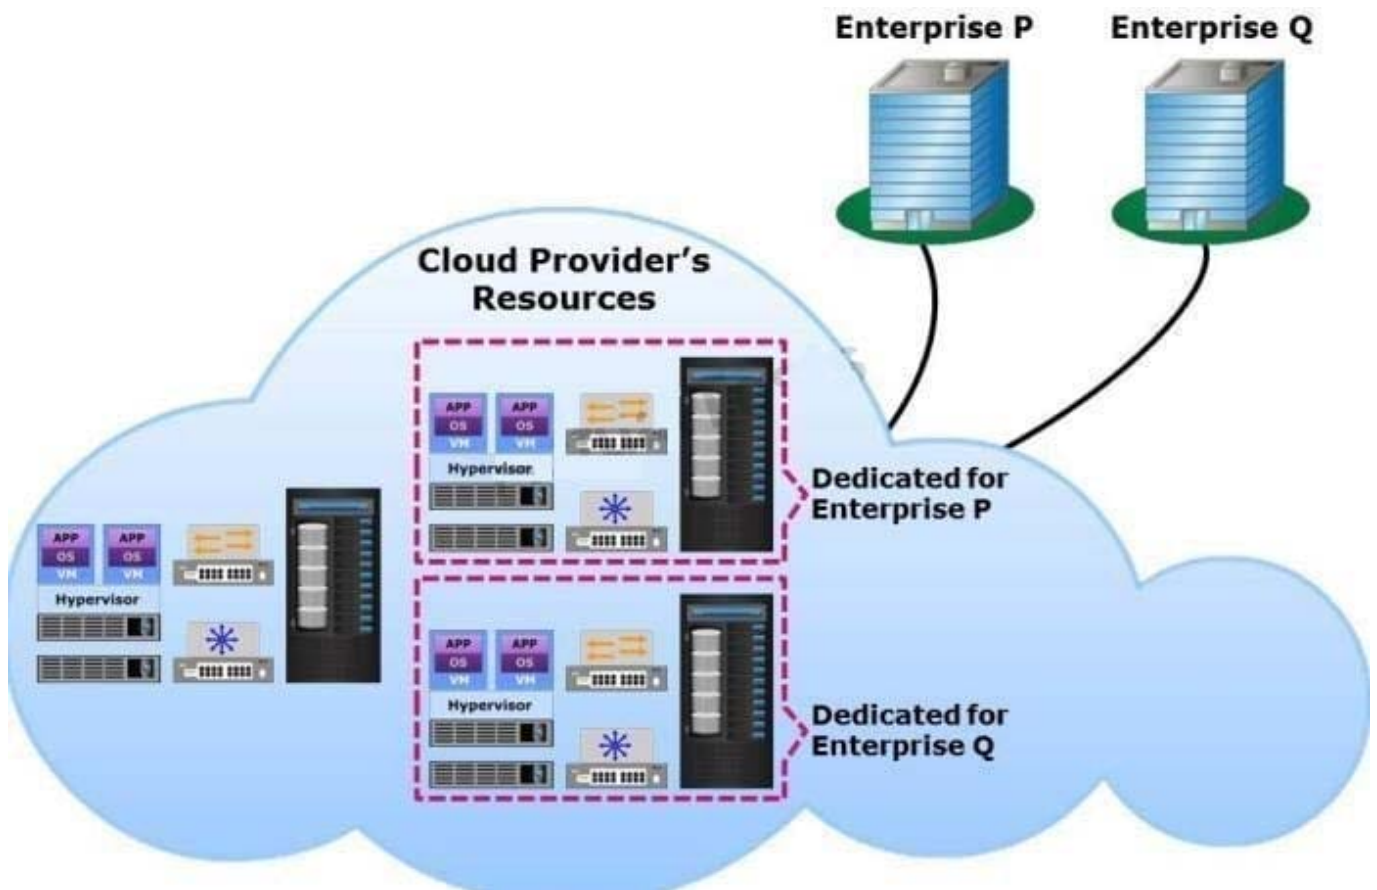 Enterprise P
Enterprise Q
Cloud Provider's
Resources
APP
OS
VM
APP
OS
VM
Hypervisor
Dedicated for
Enterprise P
APP
OS
VM
APP
OS
VM
Hypervisor
APP
OS
VM
APP
OS
VM
Hypervisor
Dedicated for
Enterprise Q